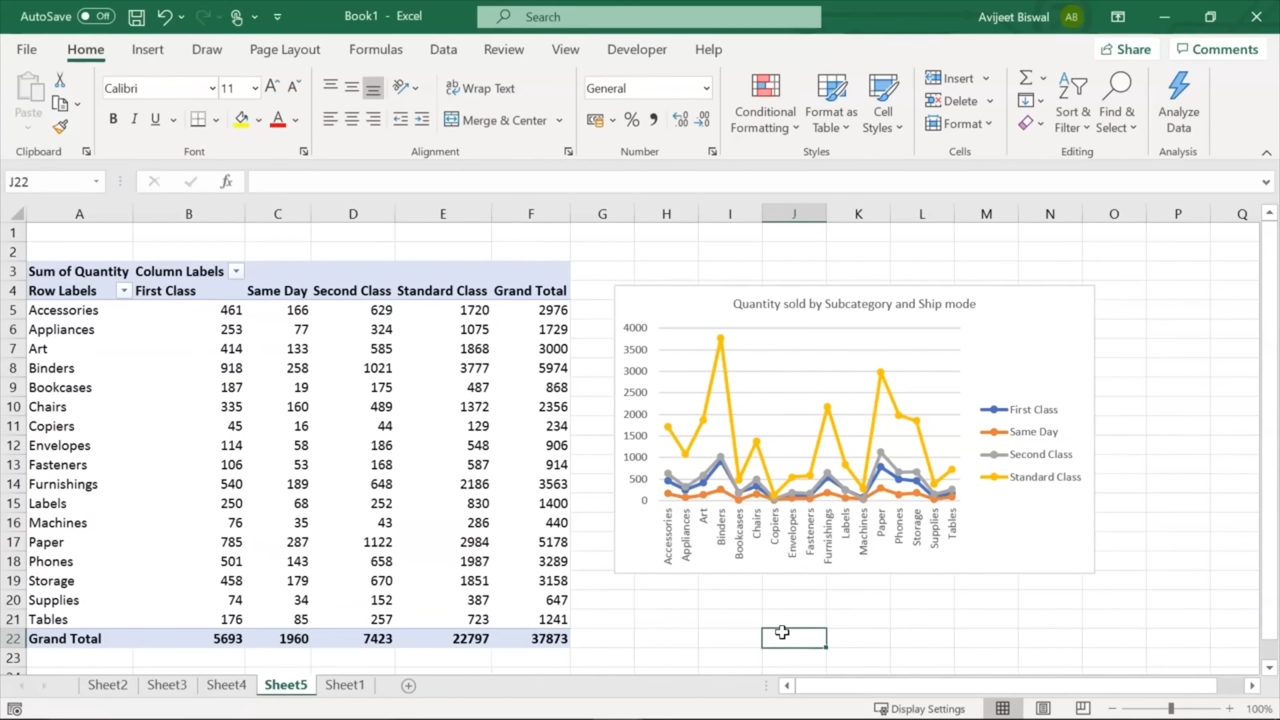 AutoSave Off Book1 - Excel Search Avijeet Biswal AB
File Home Insert Draw Page Layout Formulas Data Review View Developer Help Share Comments
Paste
Calibri 11 A A
B I U A
Wrap Text
Merge & Center
General
% ,
Conditional Formatting
Format as Table
Cell Styles
Insert
Delete
Format
Sort & Filter
Find & Select
Analyze Data
Clipboard Font Alignment Number Styles Cells Editing Analysis
J22 fx
A B C D E F G H I J K L M N O P Q
1
2
3 Sum of Quantity Column Labels
4 Row Labels First Class Same Day Second Class Standard Class Grand Total
5 Accessories 461 166 629 1720 2976
6 Appliances 253 77 324 1075 1729
7 Art 414 133 585 1868 3000
8 Binders 918 258 1021 3777 5974
9 Bookcases 187 19 175 487 868
10 Chairs 335 160 489 1372 2356
11 Copiers 45 16 44 129 234
12 Envelopes 114 58 186 548 906
13 Fasteners 106 53 168 587 914
14 Furnishings 540 189 648 2186 3563
15 Labels 250 68 252 830 1400
16 Machines 76 35 43 286 440
17 Paper 785 287 1122 2984 5178
18 Phones 501 143 658 1987 3289
19 Storage 458 179 670 1851 3158
20 Supplies 74 34 152 387 647
21 Tables 176 85 257 723 1241
22 Grand Total 5693 1960 7423 22797 37873
23
Quantity sold by Subcategory and Ship mode
4000
3500
3000
2500
2000
1500
1000
500
0
Accessories Appliances Art Binders Bookcases Chairs Copiers Envelopes Fasteners Furnishings Labels Machines Paper Phones Storage Supplies Tables
First Class
Same Day
Second Class
Standard Class
Sheet2 Sheet3 Sheet4 Sheet5 Sheet1
Display Settings 100%